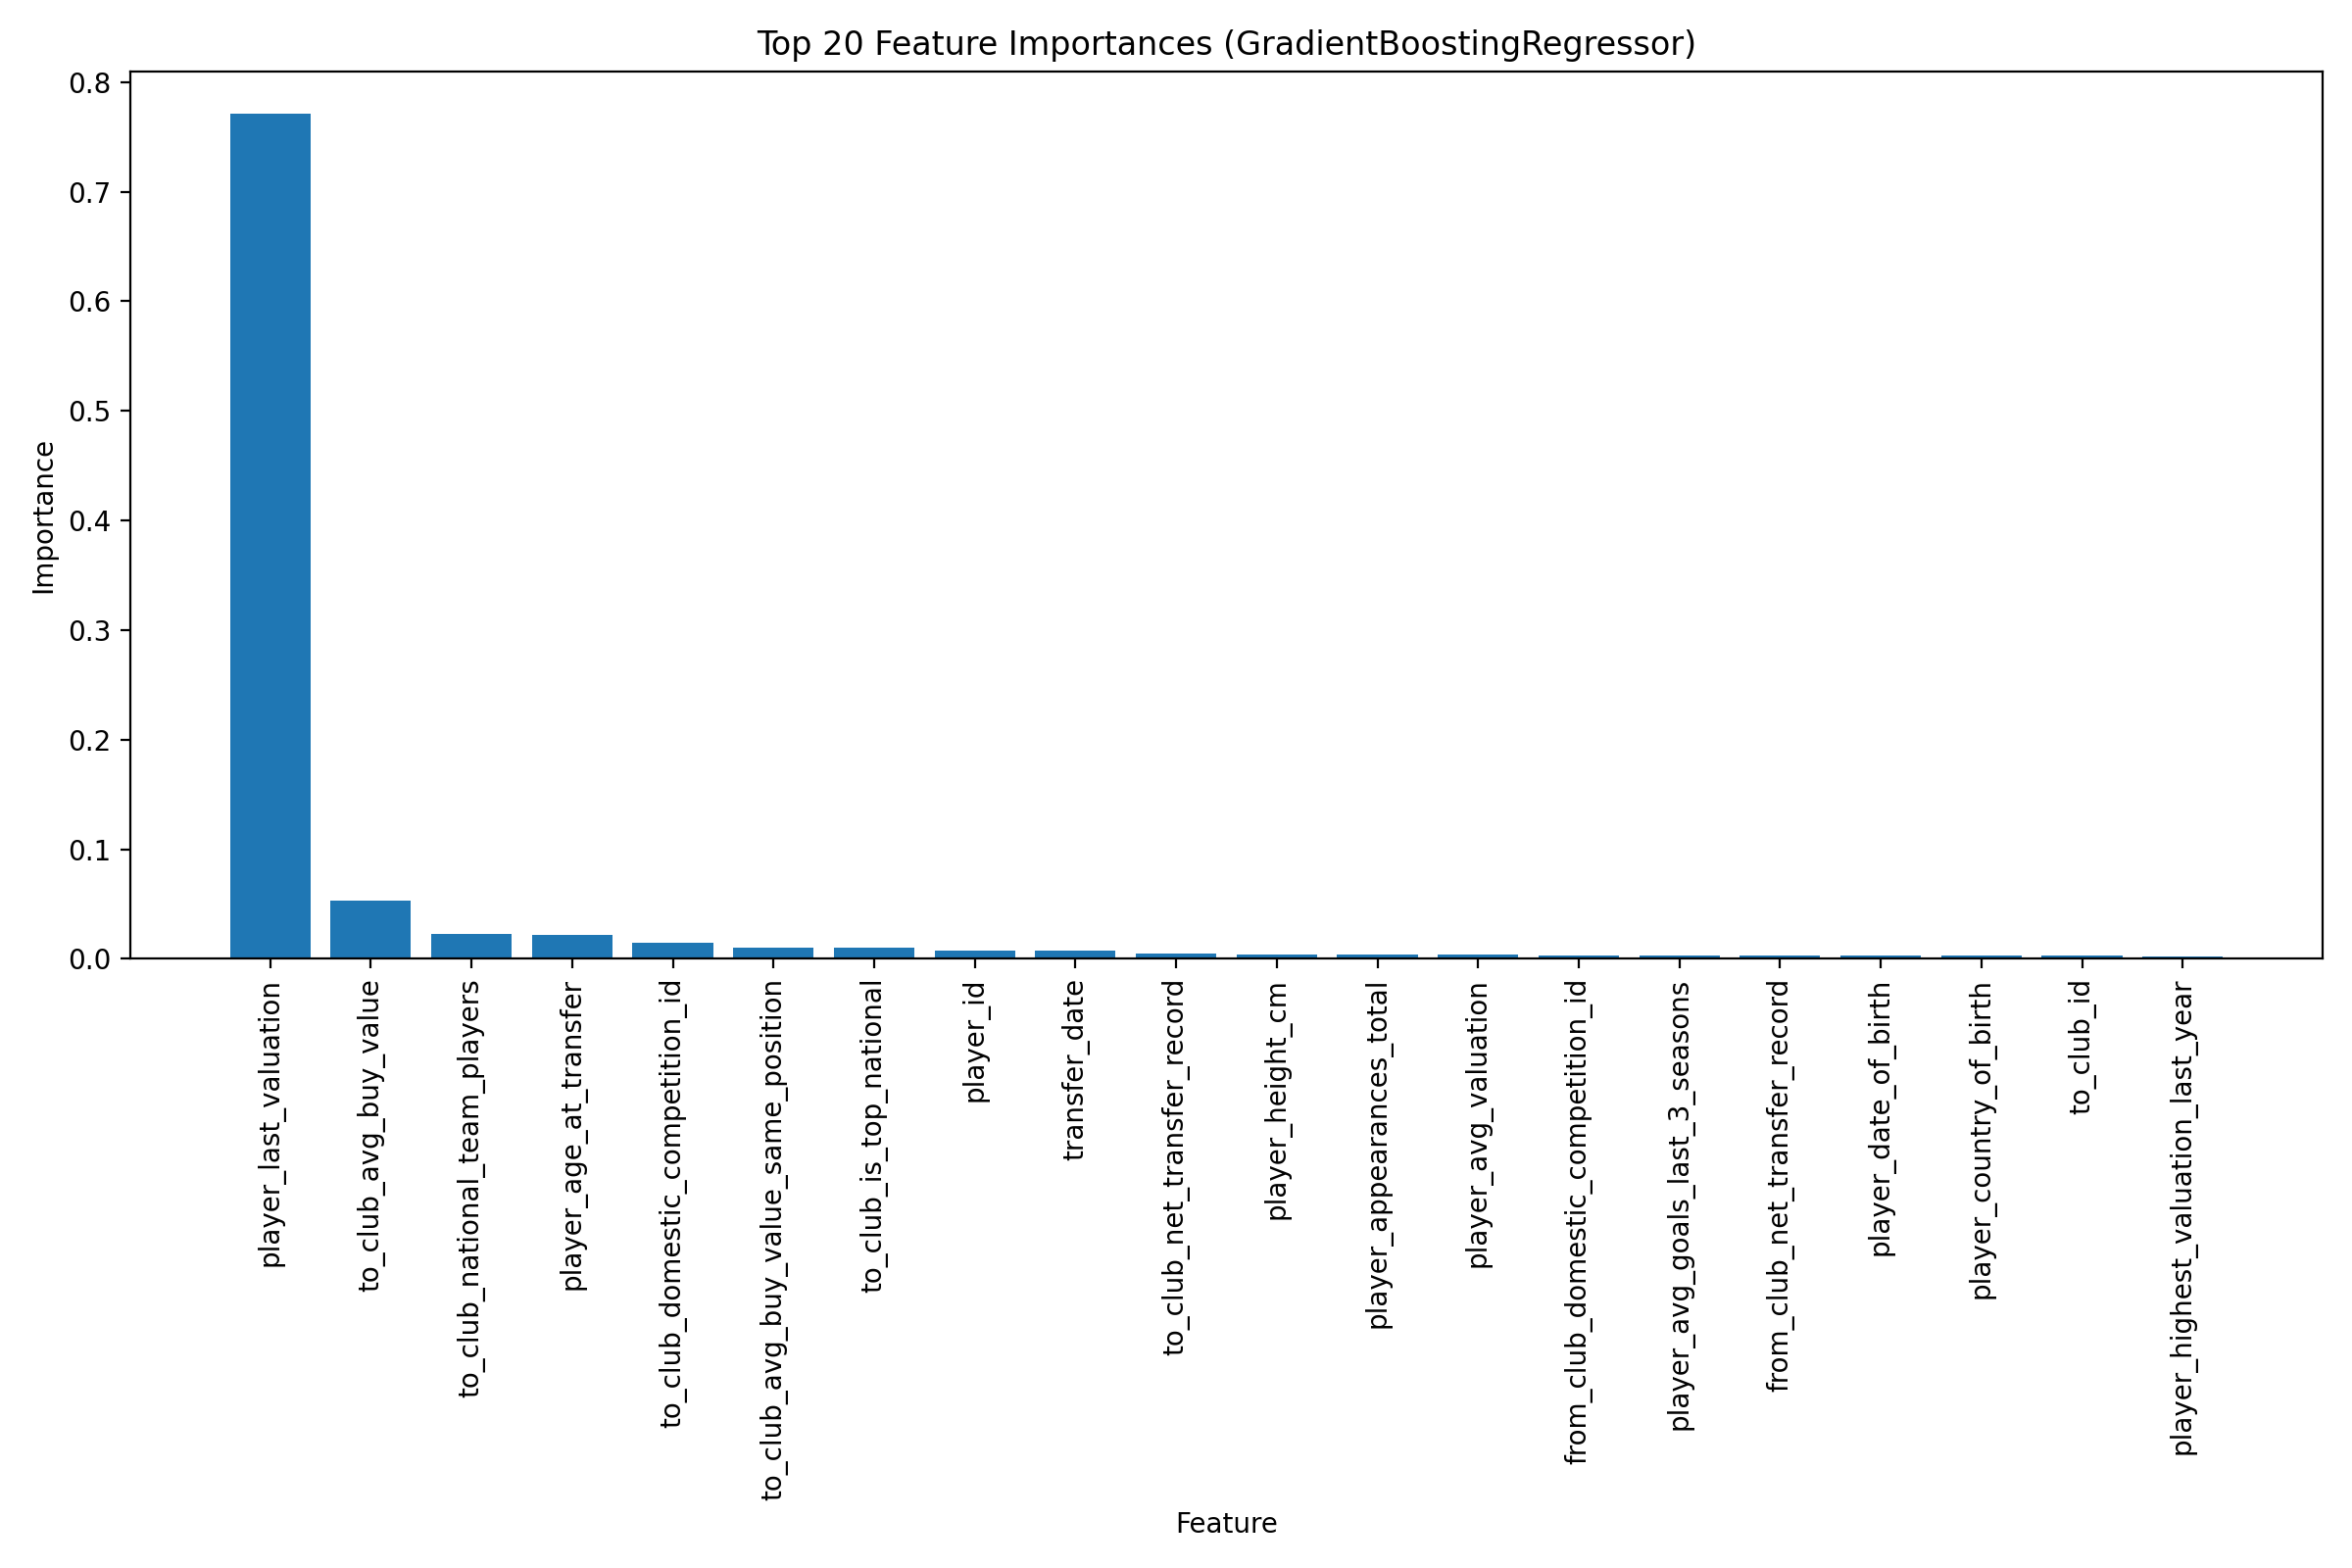 Top 20 Feature Importances (GradientBoostingRegressor)
Importance
0.8
0.7
0.6
0.5
0.4
0.3
0.2
0.1
0.0
player_last_valuation
to_club_avg_buy_value
to_club_national_team_players
player_age_at_transfer
to_club_domestic_competition_id
to_club_avg_buy_value_same_position
to_club_is_top_national
player_id
transfer_date
to_club_net_transfer_record
player_height_cm
player_appearances_total
player_avg_valuation
from_club_domestic_competition_id
player_avg_goals_last_3_seasons
from_club_net_transfer_record
player_date_of_birth
player_country_of_birth
to_club_id
player_highest_valuation_last_year
Feature